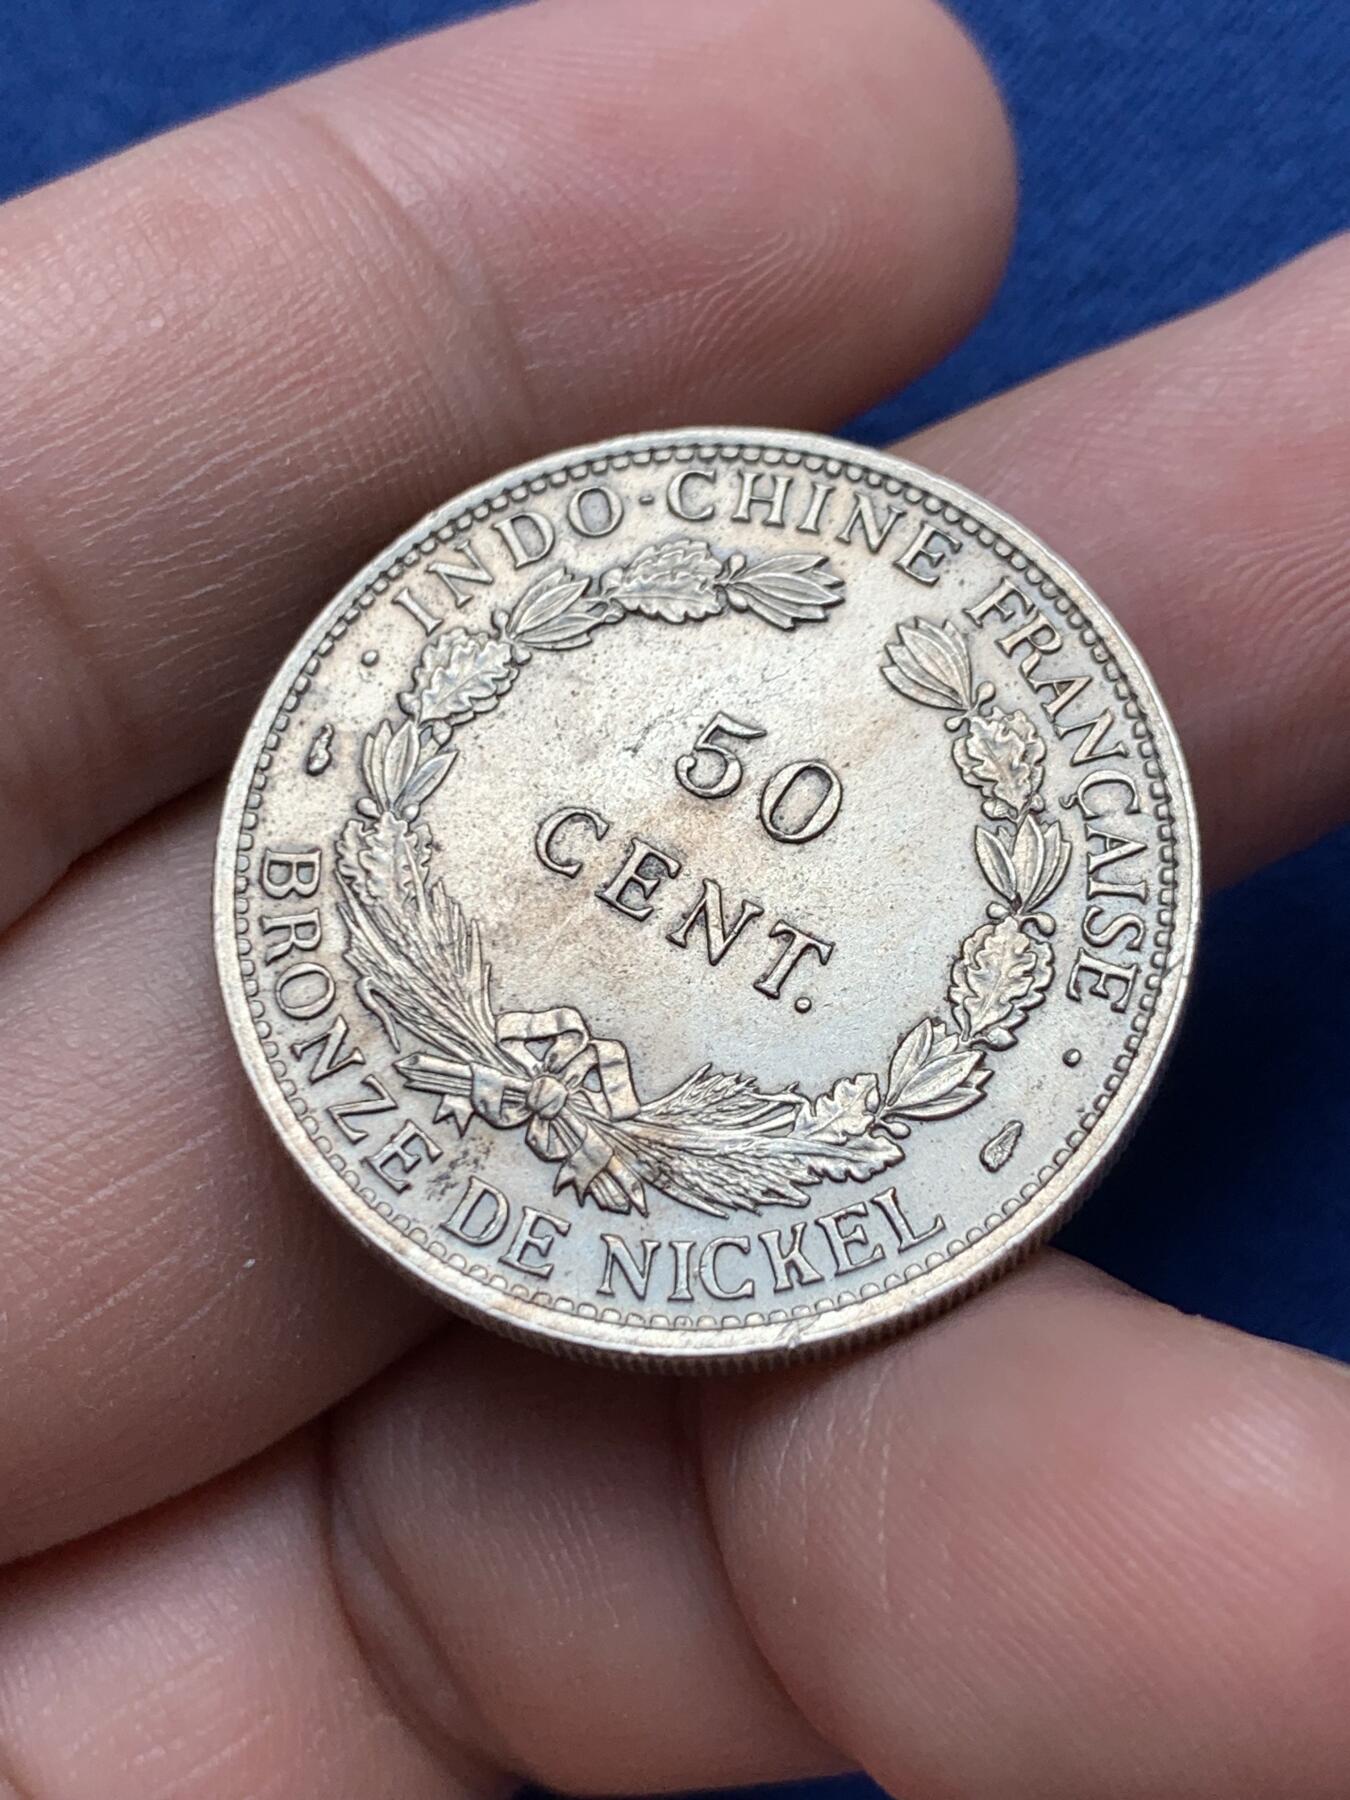 · INDO-CHINE FRANÇAISE ·
50
CENT.
BRONZE DE NICKEL